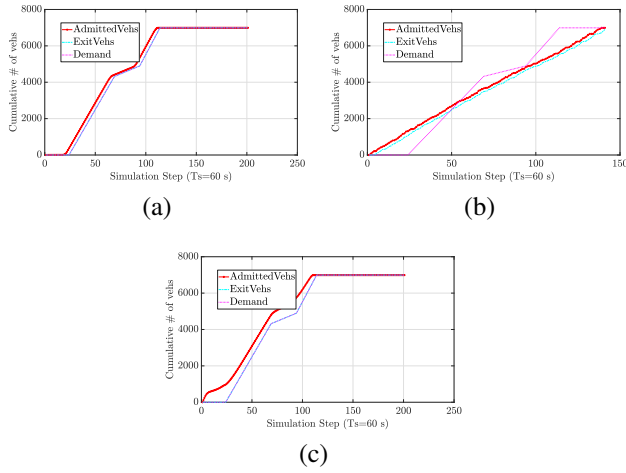 8000
6000
4000
2000
0
Cumulative # of vehs
AdmittedVehs
ExitVehs
Demand
0 50 100 150 200 250
Simulation Step (Ts=60 s)
(a)
8000
6000
4000
2000
0
Cumulative # of vehs
AdmittedVehs
ExitVehs
Demand
0 50 100 150
Simulation Step (Ts=60 s)
(b)
8000
6000
4000
2000
0
Cumulative # of vehs
AdmittedVehs
ExitVehs
Demand
0 50 100 150 200 250
Simulation Step (Ts=60 s)
(c)